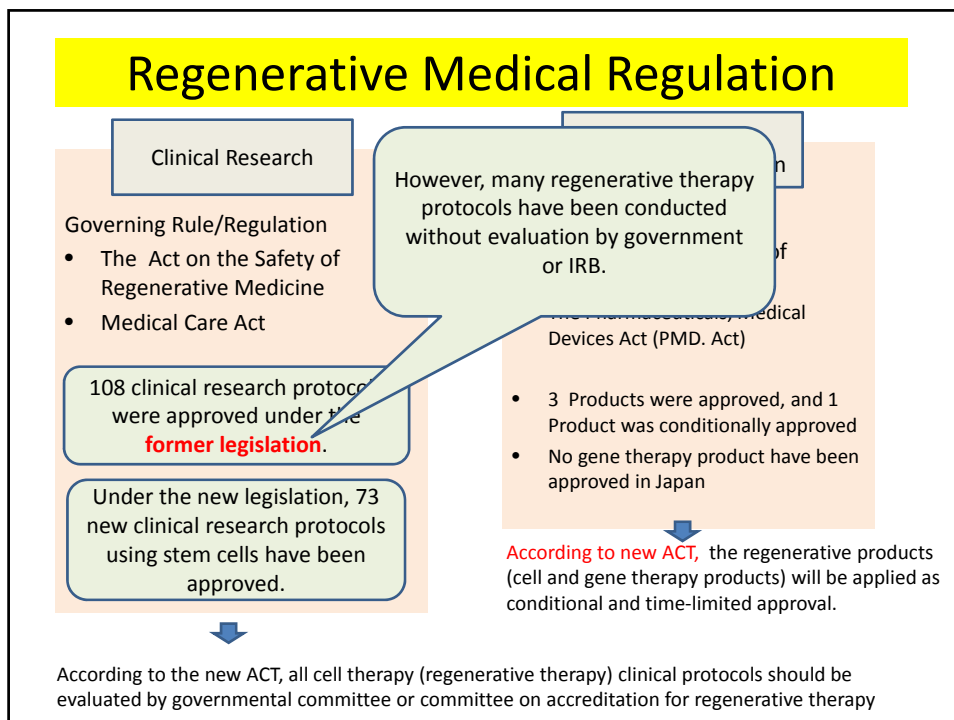 Regenerative Medical Regulation
Clinical Research
Governing Rule/Regulation
• The Act on the Safety of
Regenerative Medicine
• Medical Care Act
108 clinical research protocol
were approved under the
former legislation.
Under the new legislation, 73
new clinical research protocols
using stem cells have been
approved.
However, many regenerative therapy
protocols have been conducted
without evaluation by government
or IRB.
n
of
Medical
Devices Act (PMD. Act)
• 3 Products were approved, and 1
Product was conditionally approved
• No gene therapy product have been
approved in Japan
According to new ACT, the regenerative products
(cell and gene therapy products) will be applied as
conditional and time-limited approval.
According to the new ACT, all cell therapy (regenerative therapy) clinical protocols should be
evaluated by governmental committee or committee on accreditation for regenerative therapy